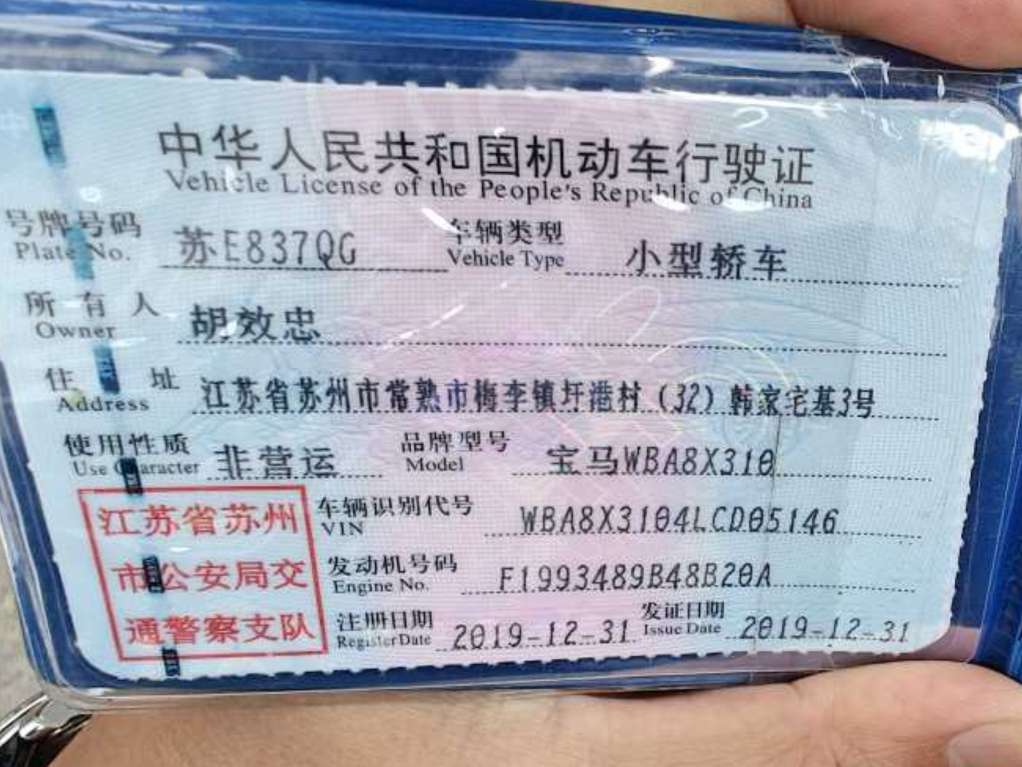 中华人民共和国机动车行驶证
Vehicle License of the People's Republic of China
号牌号码 苏E837QG 车辆类型 小型轿车
Plate No. Vehicle Type
所有人 胡效忠
Owner
住址 江苏省苏州市常熟市梅李镇圩港村（32）韩家宅基3号
Address
使用性质 非营运 品牌型号 宝马WBA8X310
Use Character Model
江苏省苏州 车辆识别代号 WBA8X3104LCD05146
VIN
市公安局交 发动机号码 F1993489B48B20A
Engine No.
通警察支队 注册日期 2019-12-31 发证日期 2019-12-31
Register Date Issue Date